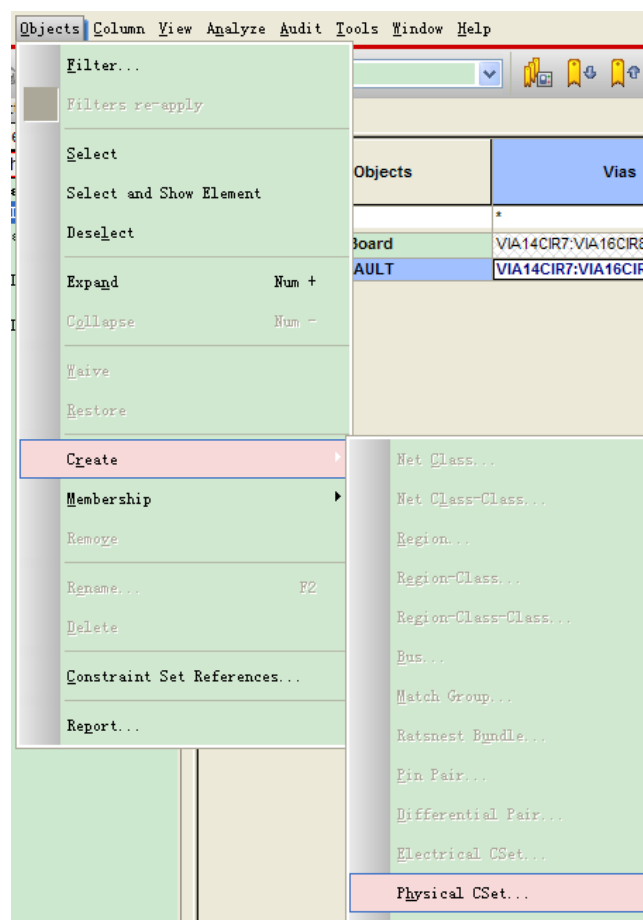 Objects Column View Analyze Audit Tools Window Help
Filter...
Filters re-apply
Select
Select and Show Element
Deselect
Expand Num +
Collapse Num -
Waive
Restore
Create
Membership
Remove
Rename... F2
Delete
Constraint Set References...
Report...
Objects Vias
*
Board VIA14CIR7:VIA16CIR8
AULT VIA14CIR7:VIA16CIR
Net Class...
Net Class-Class...
Region...
Region-Class...
Region-Class-Class...
Bus...
Match Group...
Ratsnest Bundle...
Pin Pair...
Differential Pair...
Electrical CSet...
Physical CSet...